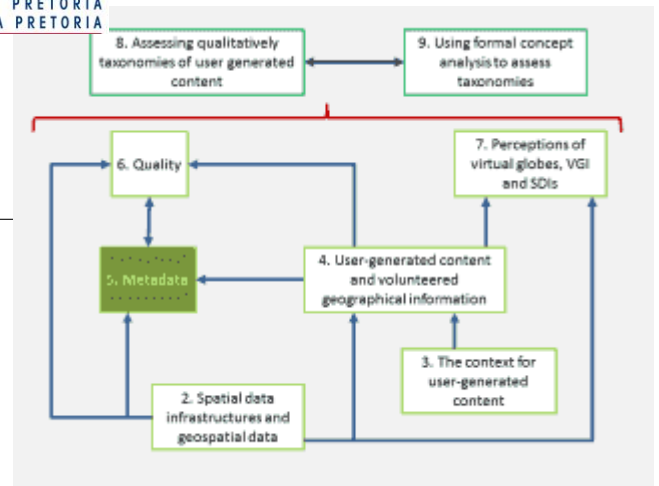 PRETORIA
A PRETORIA
8. Assessing qualitatively
taxonomies of user generated
content
9. Using formal concept
analysis to assess
taxonomies
6. Quality
7. Perceptions of
virtual globes, VGI
and SDIs
5. Metadata
4. User-generated content
and volunteered
geographical information
3. The context for
user-generated
content
2. Spatial data
infrastructures and
geospatial data